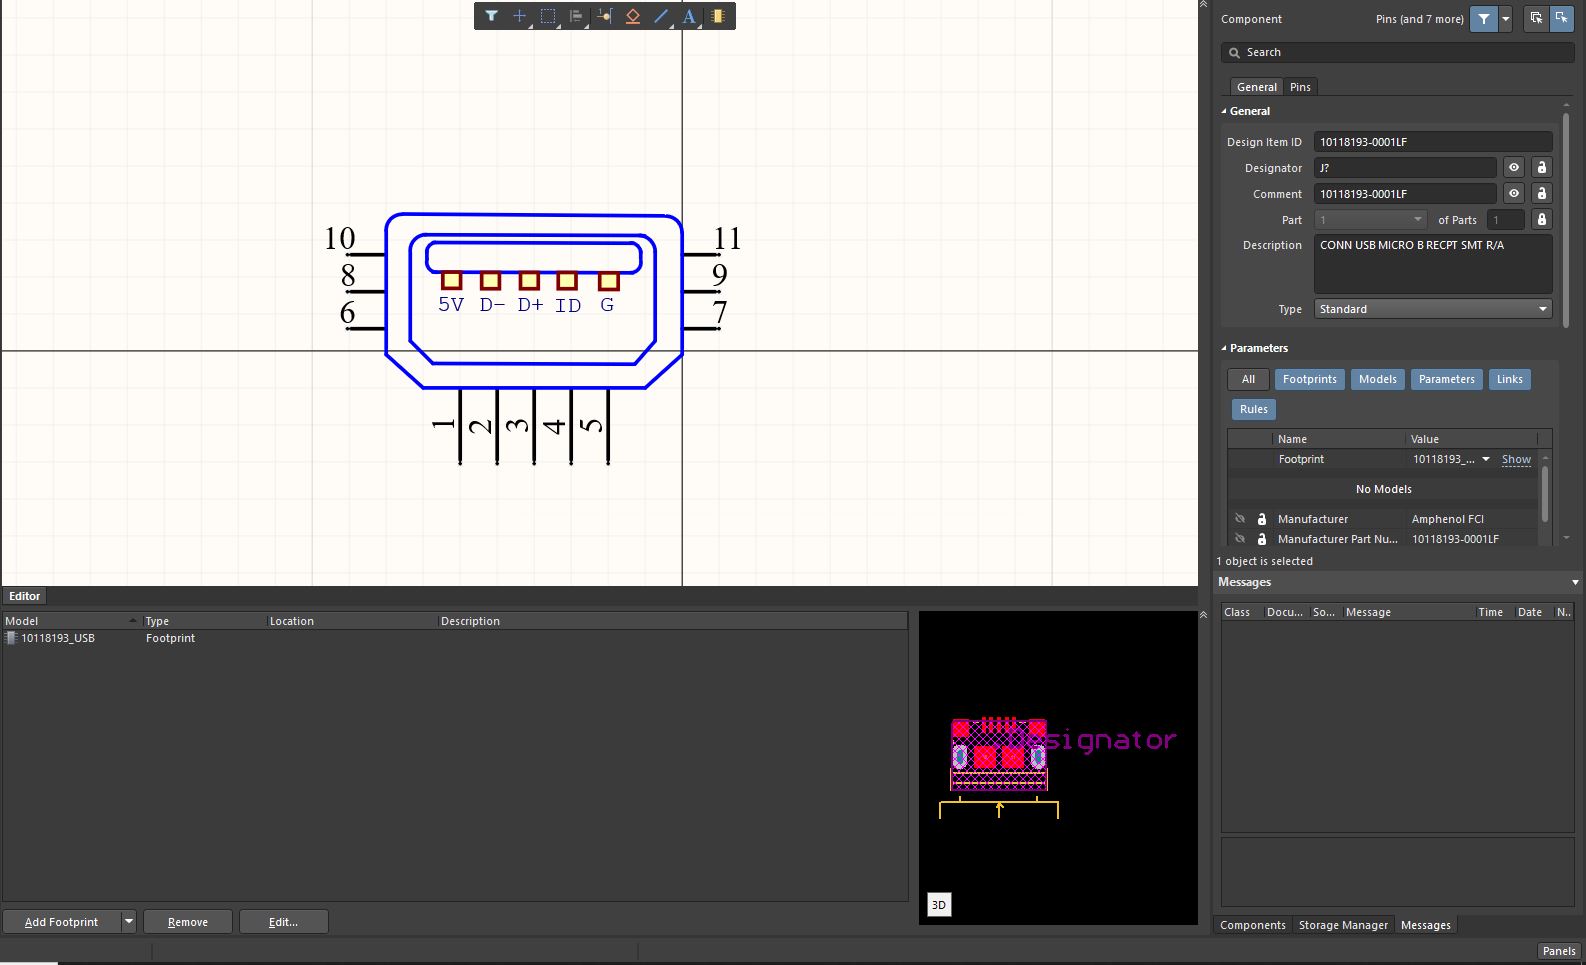 Component
Pins (and 7 more)
Search
General
Pins
General
Design Item ID
10118193-0001LF
Designator
J?
Comment
10118193-0001LF
Part
1
of Parts
1
Description
CONN USB MICRO B RECPT SMT R/A
Type
Standard
Parameters
All
Footprints
Models
Parameters
Links
Rules
Name
Value
Footprint
10118193_...
Show
No Models
Manufacturer
Amphenol FCI
Manufacturer Part Nu...
10118193-0001LF
1 object is selected
Messages
Class
Docu...
So...
Message
Time
Date
N..
Components
Storage Manager
Messages
Panels
A
10
11
8
9
6
7
5V
D-
D+
ID
G
1
2
3
4
5
Editor
Model
Type
Location
Description
10118193_USB
Footprint
.Designator
3D
Add Footprint
Remove
Edit...